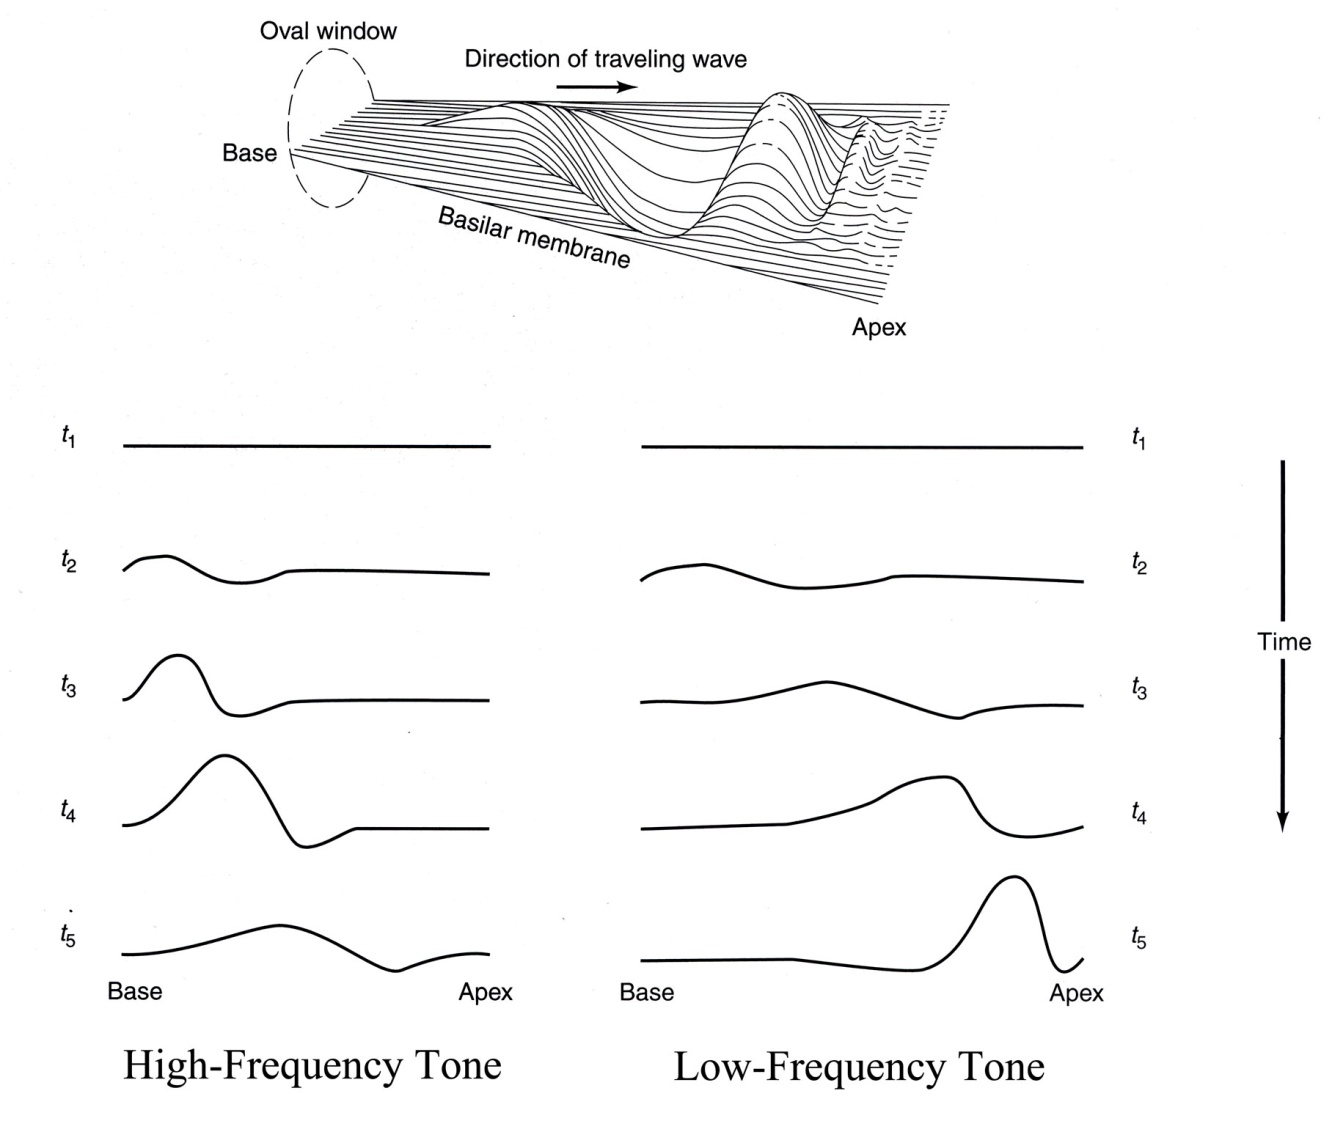 Oval window
Direction of traveling wave
Base
Basilar membrane
Apex
t1
t1
t2
t2
Time
t3
t3
t4
t4
t5
t5
Base
Apex
Base
Apex
High-Frequency Tone
Low-Frequency Tone